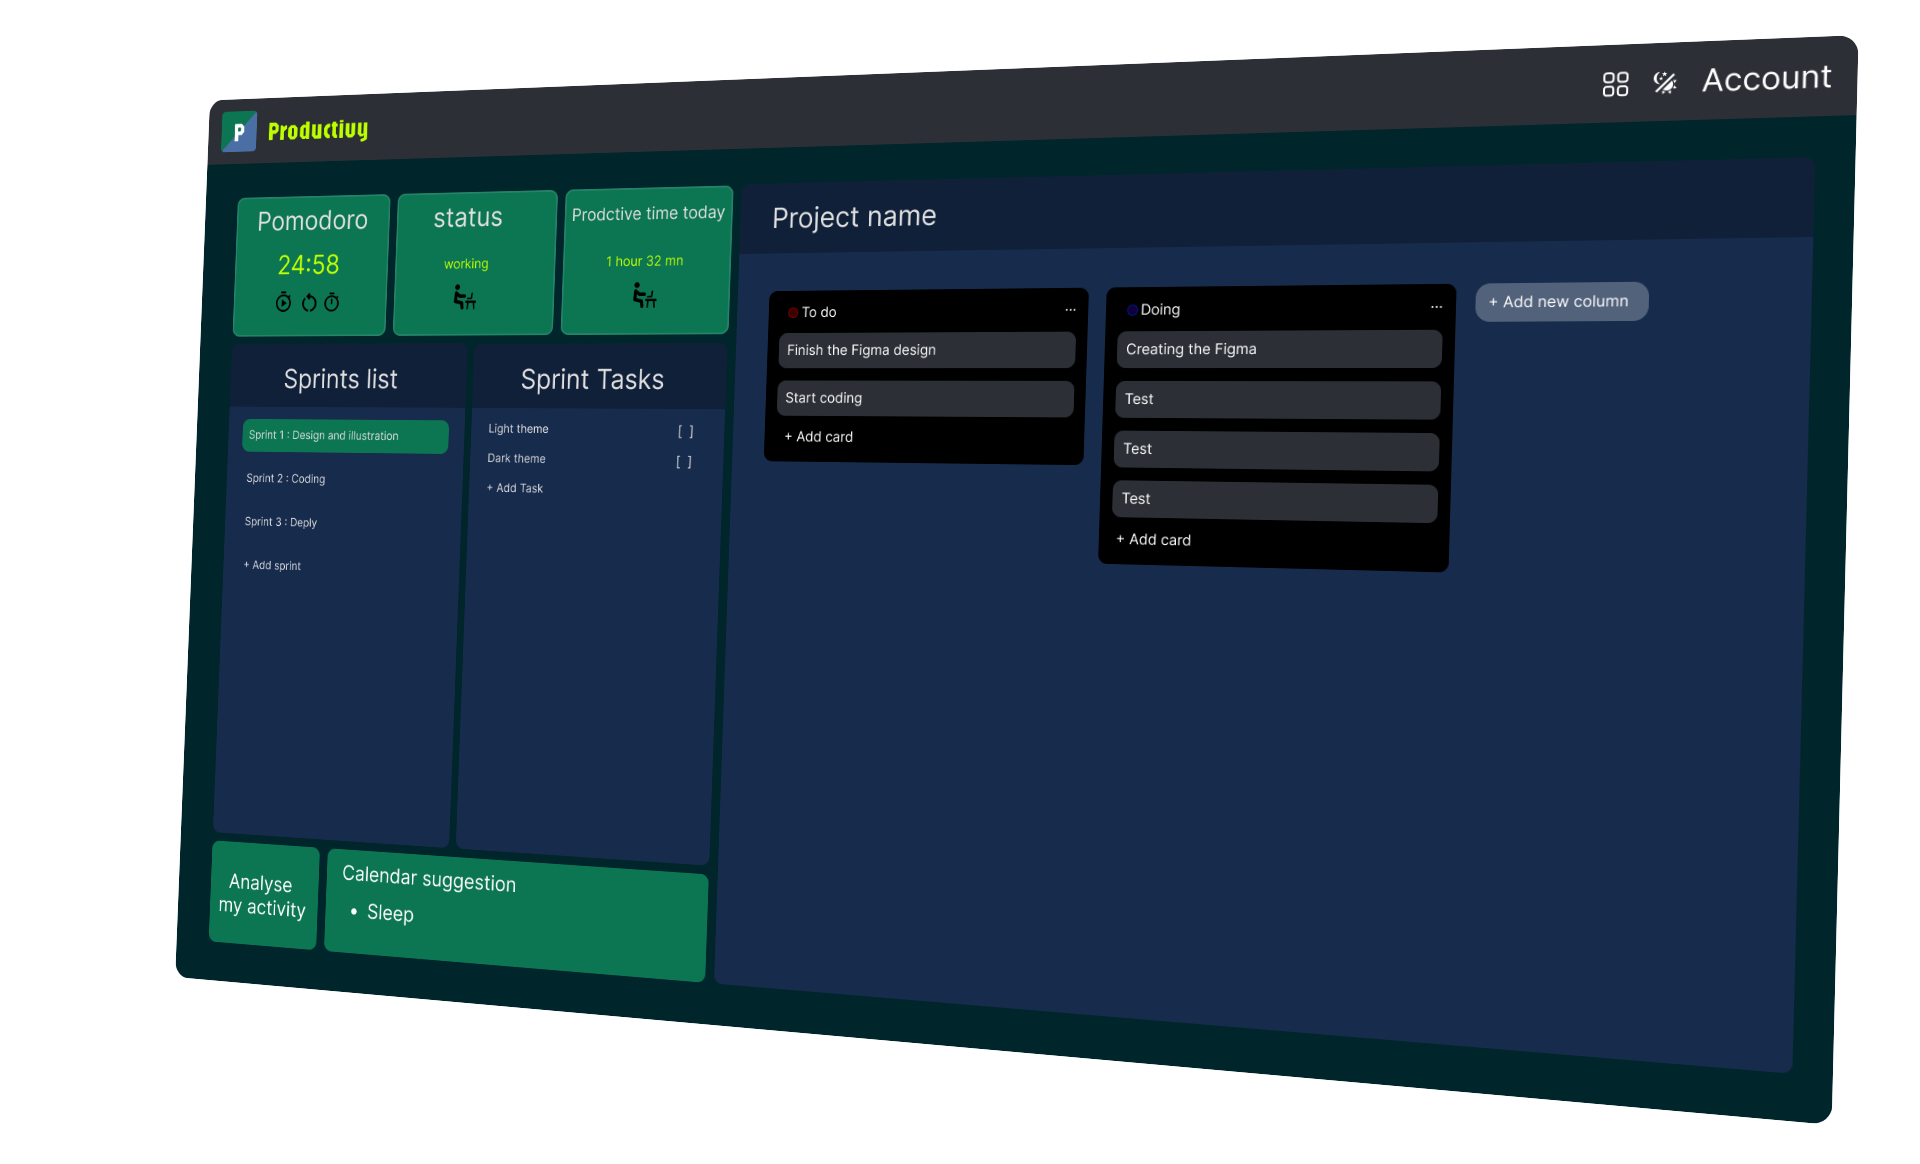 P Productivy
Account
Pomodoro
24:58
status
working
Prodctive time today
1 hour 32 mn
Sprints list
Sprint 1 : Design and illustration
Sprint 2 : Coding
Sprint 3 : Deply
+ Add sprint
Sprint Tasks
Light theme [ ]
Dark theme [ ]
+ Add Task
Analyse
my activity
Calendar suggestion
• Sleep
Project name
To do ...
Finish the Figma design
Start coding
+ Add card
Doing ...
Creating the Figma
Test
Test
Test
+ Add card
+ Add new column